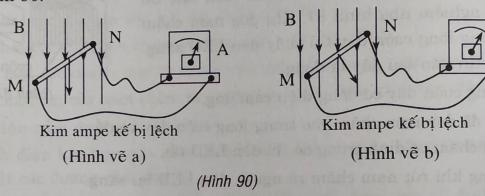 B
N
A
M
Kim ampe kế bị lệch
(Hình vẽ a)
B
N
M
Kim ampe kế bị lệch
(Hình vẽ b)
(Hình 90)